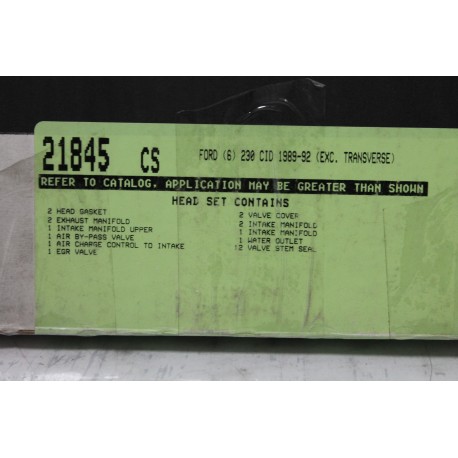 21845 CS FORD (6) 230 CID 1989-92 (EXC. TRANSVERSE)
REFER TO CATALOG. APPLICATION MAY BE GREATER THAN SHOWN
HEAD SET CONTAINS
2 HEAD GASKET
2 EXHAUST MANIFOLD
1 INTAKE MANIFOLD UPPER
1 AIR BY-PASS VALVE
1 AIR CHARGE CONTROL TO INTAKE
1 EGR VALVE
2 VALVE COVER
2 INTAKE MANIFOLD
1 INTAKE MANIFOLD
1 WATER OUTLET
12 VALVE STEM SEAL